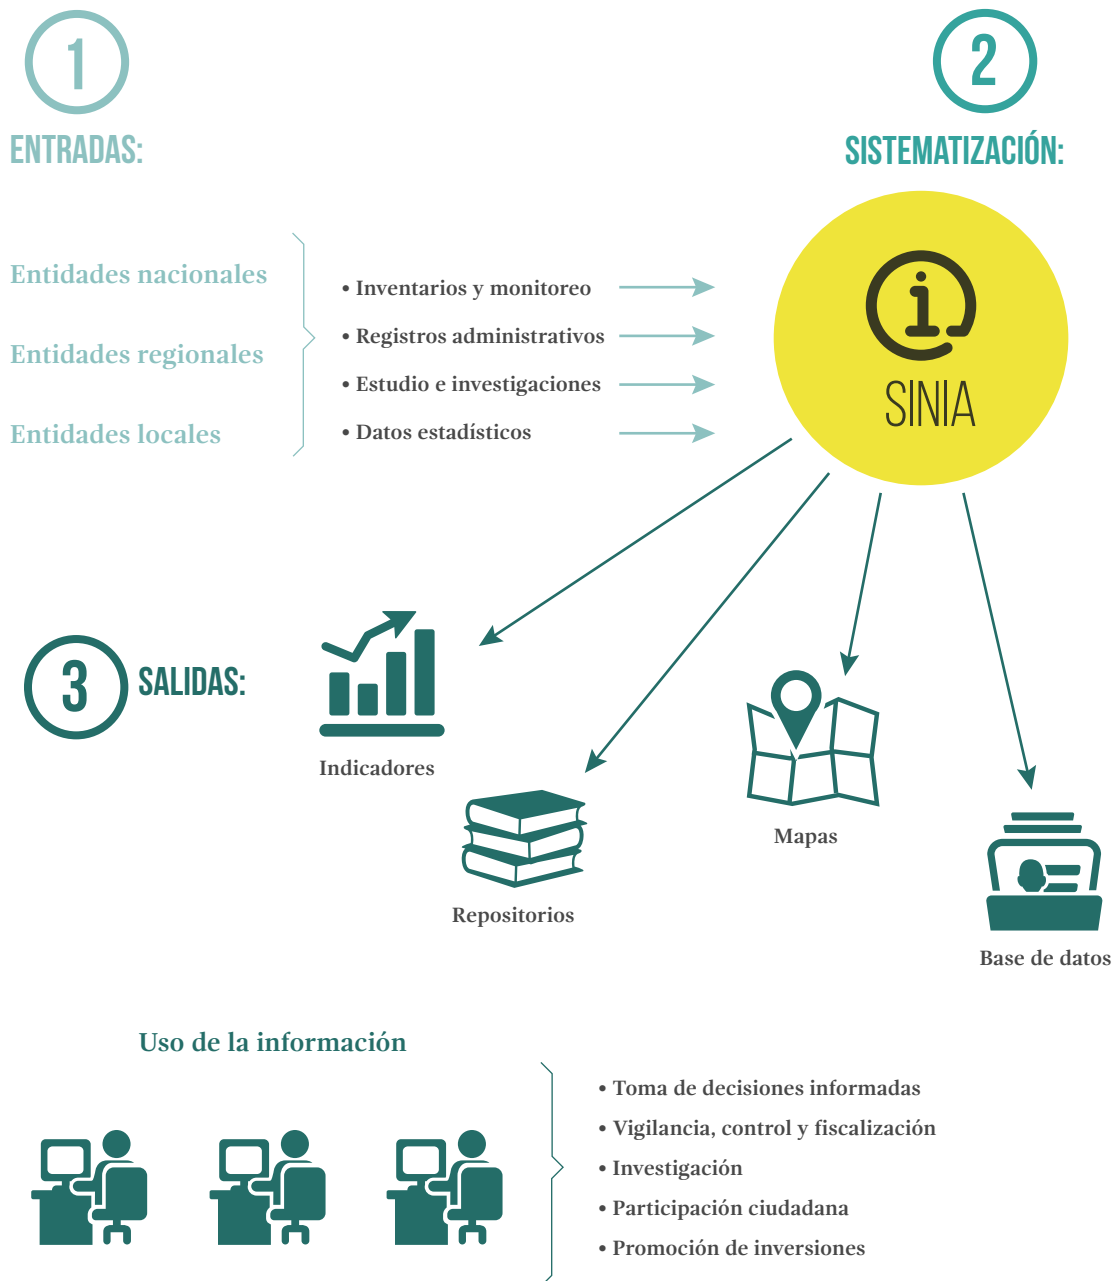 1
ENTRADAS:
2
SISTEMATIZACIÓN:
Entidades nacionales
Entidades regionales
Entidades locales
• Inventarios y monitoreo
• Registros administrativos
• Estudio e investigaciones
• Datos estadísticos
i
SINIA
3
SALIDAS:
Indicadores
Repositorios
Mapas
Base de datos
Uso de la información
• Toma de decisiones informadas
• Vigilancia, control y fiscalización
• Investigación
• Participación ciudadana
• Promoción de inversiones